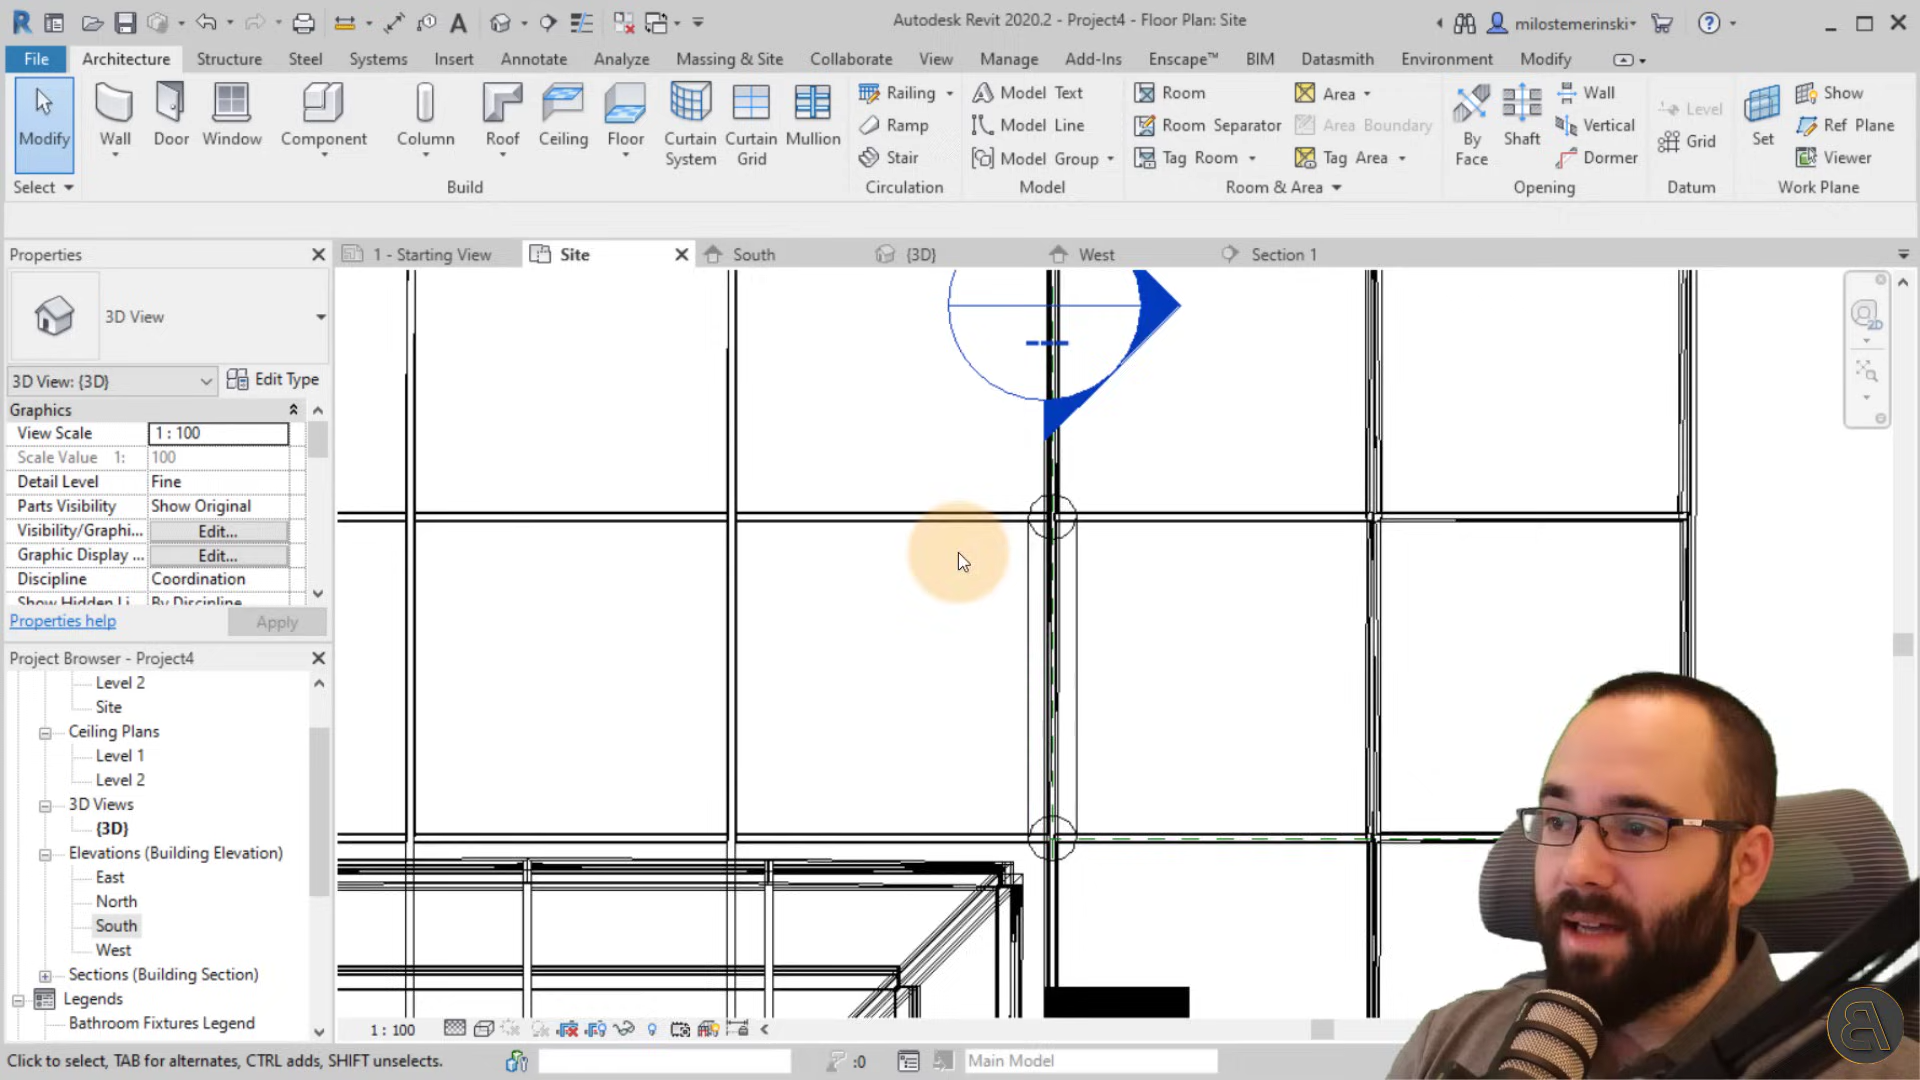 Autodesk Revit 2020.2 - Project4 - Floor Plan: Site
milostemerinski
File Architecture Structure Steel Systems Insert Annotate Analyze Massing & Site Collaborate View Manage Add-Ins Enscape™ BIM Datasmith Environment Modify
Modify
Wall
Door
Window
Component
Column
Roof
Ceiling
Floor
Curtain System
Curtain Grid
Mullion
Railing
Ramp
Stair
Model Text
Model Line
Model Group
Room
Room Separator
Tag Room
Area
Area Boundary
Tag Area
By Face
Shaft
Wall
Vertical
Dormer
Level
Grid
Set
Show
Ref Plane
Viewer
Select
Build
Circulation
Model
Room & Area
Opening
Datum
Work Plane
Properties
1 - Starting View
Site
South
{3D}
West
Section 1
2D
3D View
3D View: {3D}
Edit Type
Graphics
View Scale 1 : 100
Scale Value 1: 100
Detail Level Fine
Parts Visibility Show Original
Visibility/Graphi... Edit...
Graphic Display ... Edit...
Discipline Coordination
Show Hidden Li By Discipline
Properties help
Apply
Project Browser - Project4
Level 2
Site
Ceiling Plans
Level 1
Level 2
3D Views
{3D}
Elevations (Building Elevation)
East
North
South
West
Sections (Building Section)
Legends
Bathroom Fixtures Legend
1 : 100
Click to select, TAB for alternates, CTRL adds, SHIFT unselects.
:0
Main Model